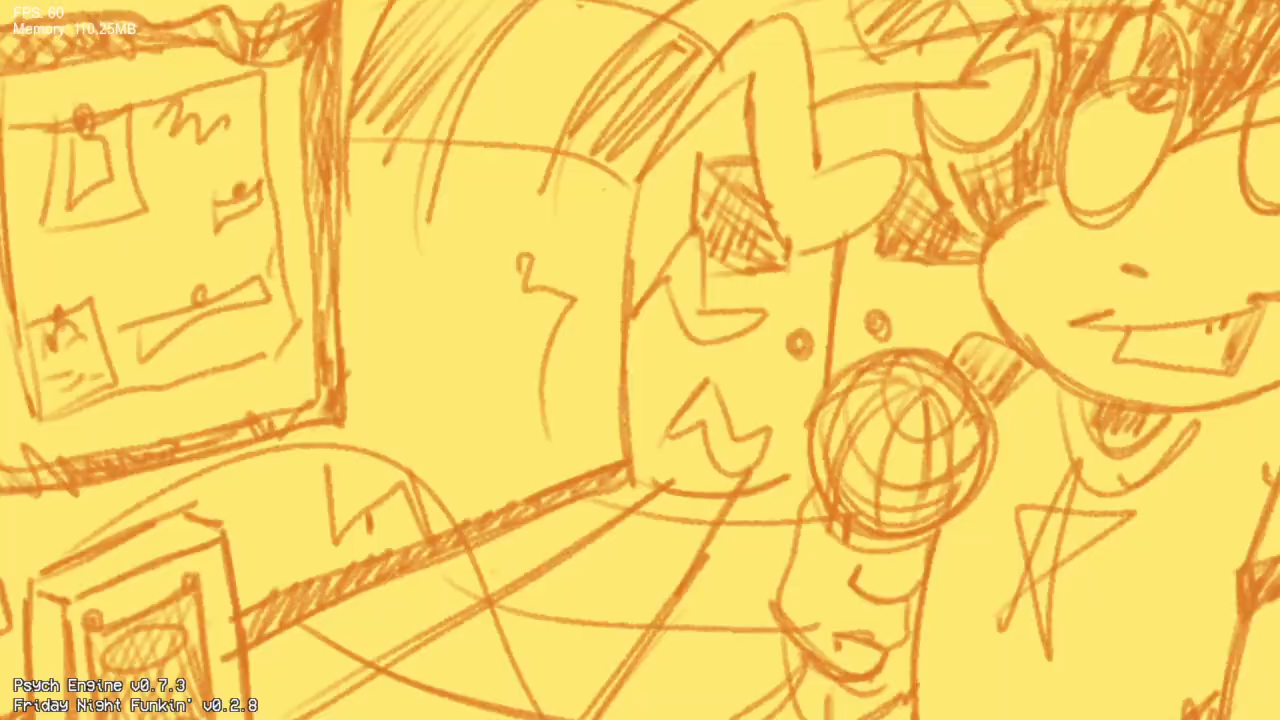 FPS: 60
Memory: 110,25MB
Psych Engine v0.7.3
Friday Night Funkin' v0.2.8